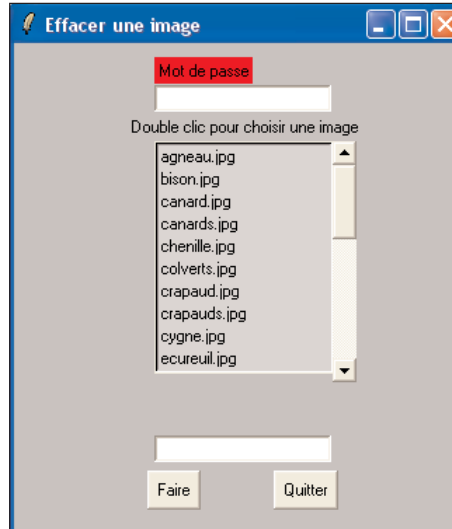 Effacer une image
Mot de passe
Double clic pour choisir une image
agneau.jpg
bison.jpg
canard.jpg
canards.jpg
chenille.jpg
colverts.jpg
crapaud.jpg
crapauds.jpg
cygne.jpg
ecureuil.jpg
Faire Quitter